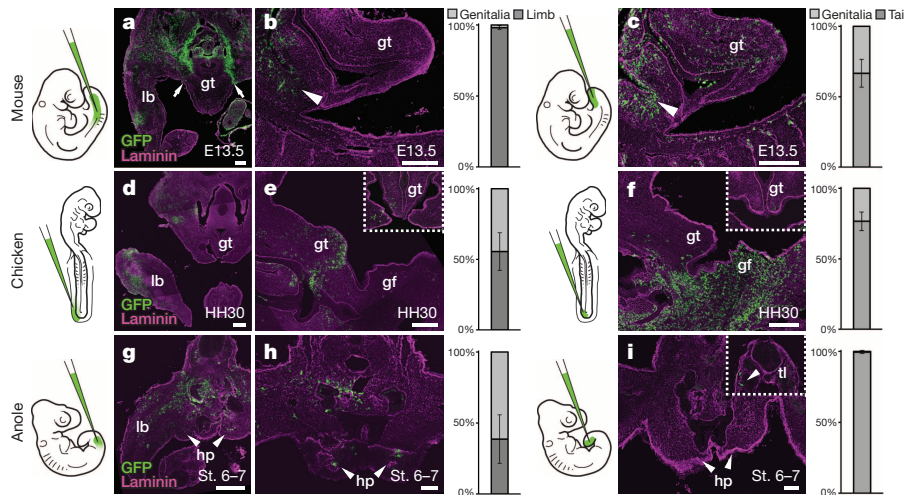 Genitalia Limb
Genitalia Tai
Mouse
a
GFP
Laminin
lb
gt
E13.5
b
gt
E13.5
100%
50%
0%
c
gt
E13.5
100%
50%
0%
Chicken
d
lb
gt
GFP
Laminin
HH30
e
gt
gt
gf
HH30
100%
50%
0%
f
gt
gt
gf
HH30
100%
50%
0%
Anole
g
lb
hp
GFP
Laminin
St. 6–7
h
hp
St. 6–7
100%
50%
0%
i
tl
hp
St. 6–7
100%
50%
0%